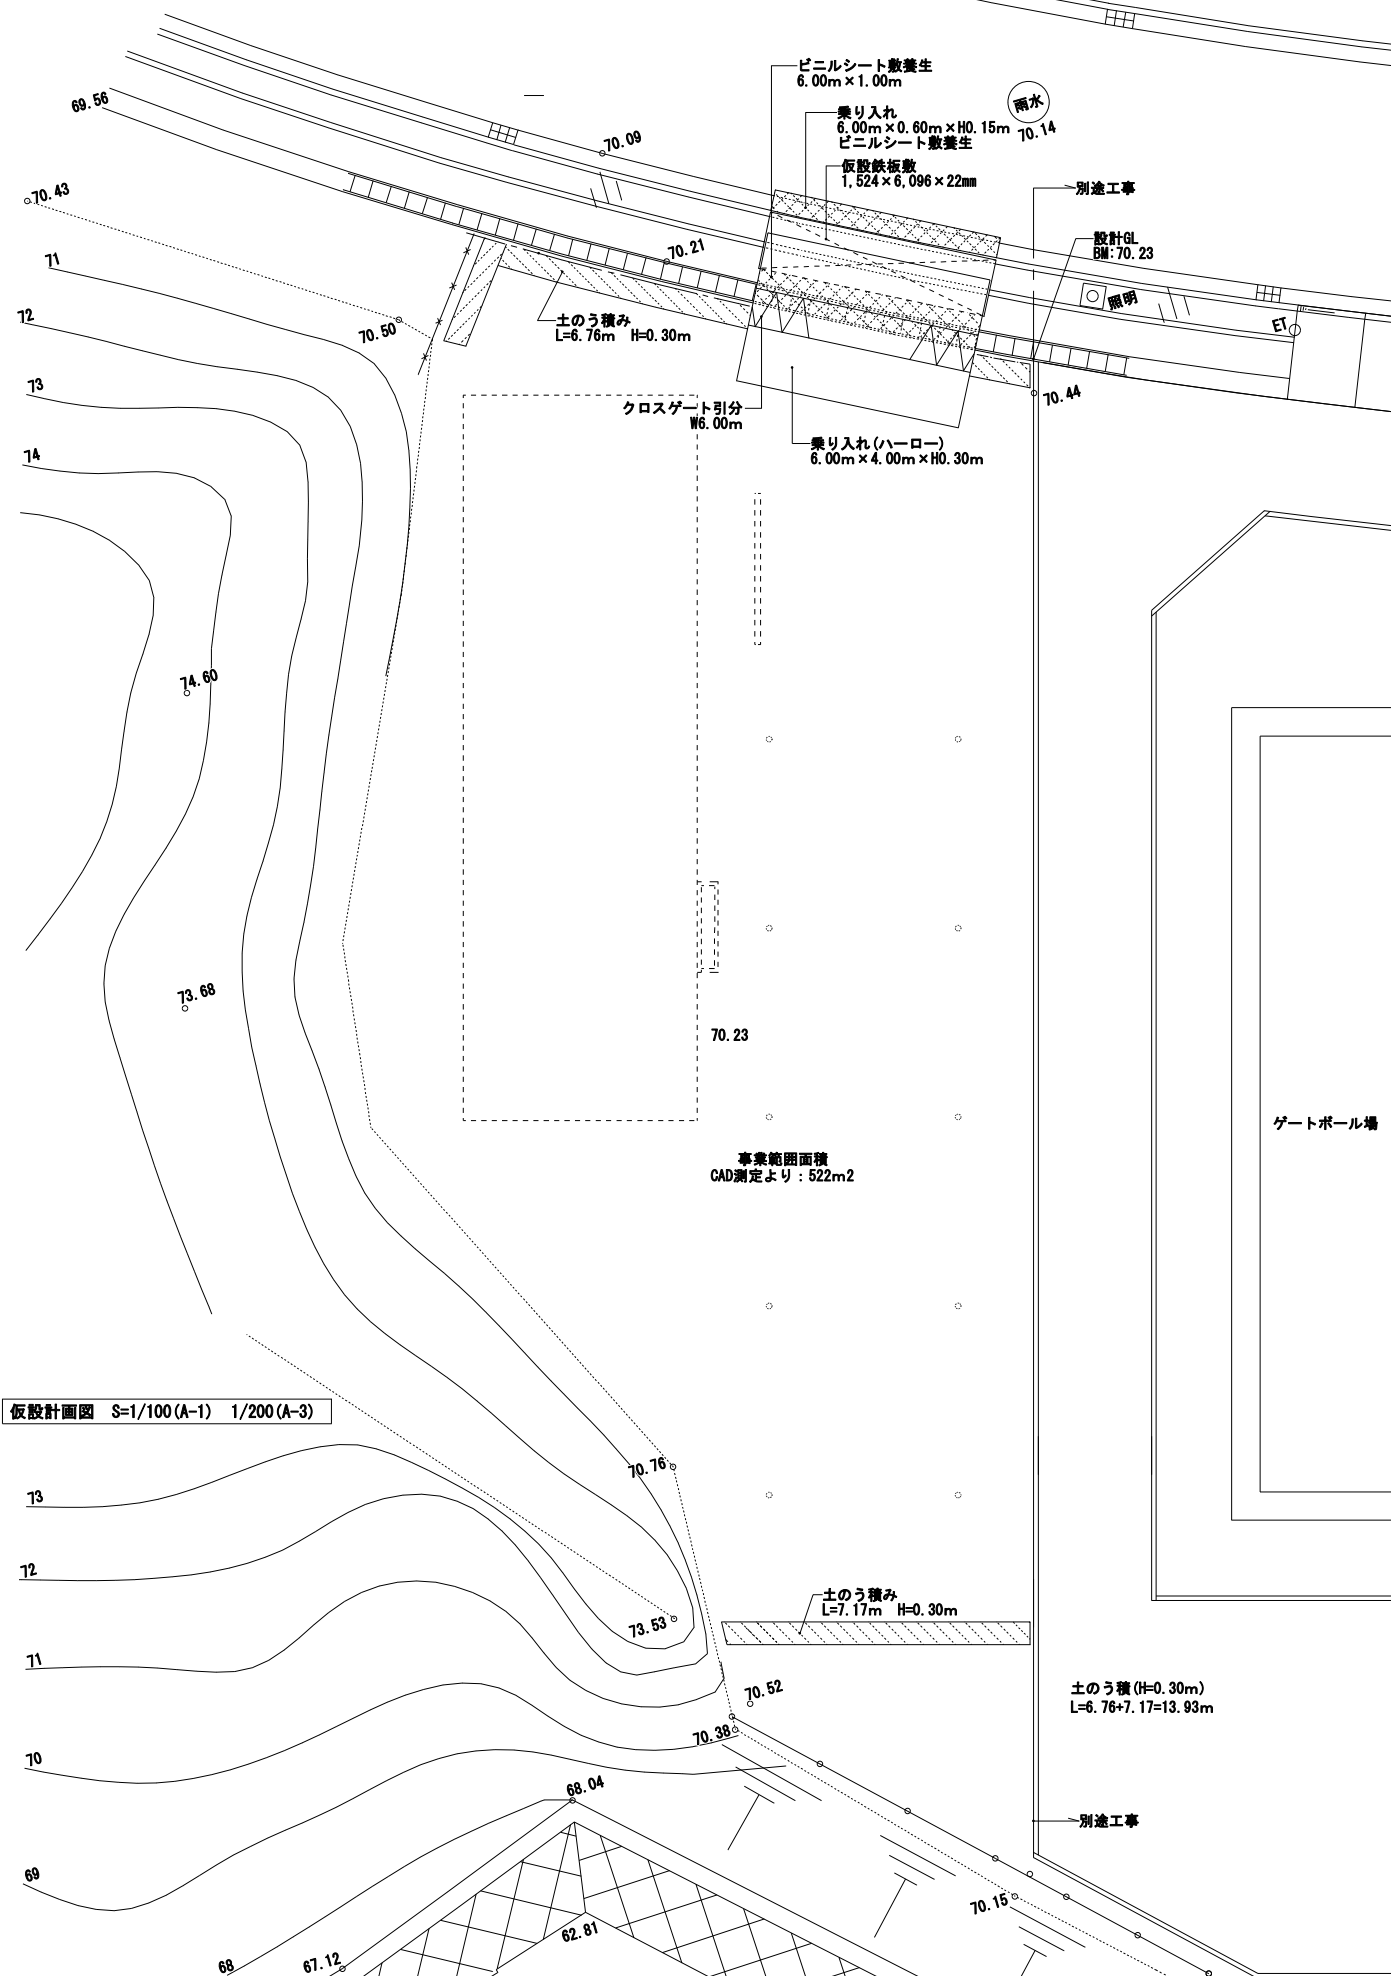 ビニルシート敷養生
6.00m×1.00m
乗り入れ
6.00m×0.60m×H0.15m
ビニルシート敷養生
仮設鉄板敷
1,524×6,096×22mm
雨水
70.14
69.56
70.09
70.43
別途工事
設計GL
BM:70.23
70.21
71
照明
ET
72
70.50
土のう積み
L=6.76m H=0.30m
73
70.44
クロスゲート引分
W6.00m
乗り入れ(ハーロー)
6.00m×4.00m×H0.30m
74
74.60
73.68
70.23
ゲートボール場
事業範囲面積
CAD測定より：522m2
仮設計画図 S=1/100(A-1) 1/200(A-3)
70.76
73
72
土のう積み
L=7.17m H=0.30m
73.53
71
70.52
土のう積(H=0.30m)
L=6.76+7.17=13.93m
70.38
70
68.04
別途工事
69
70.15
62.81
68
67.12